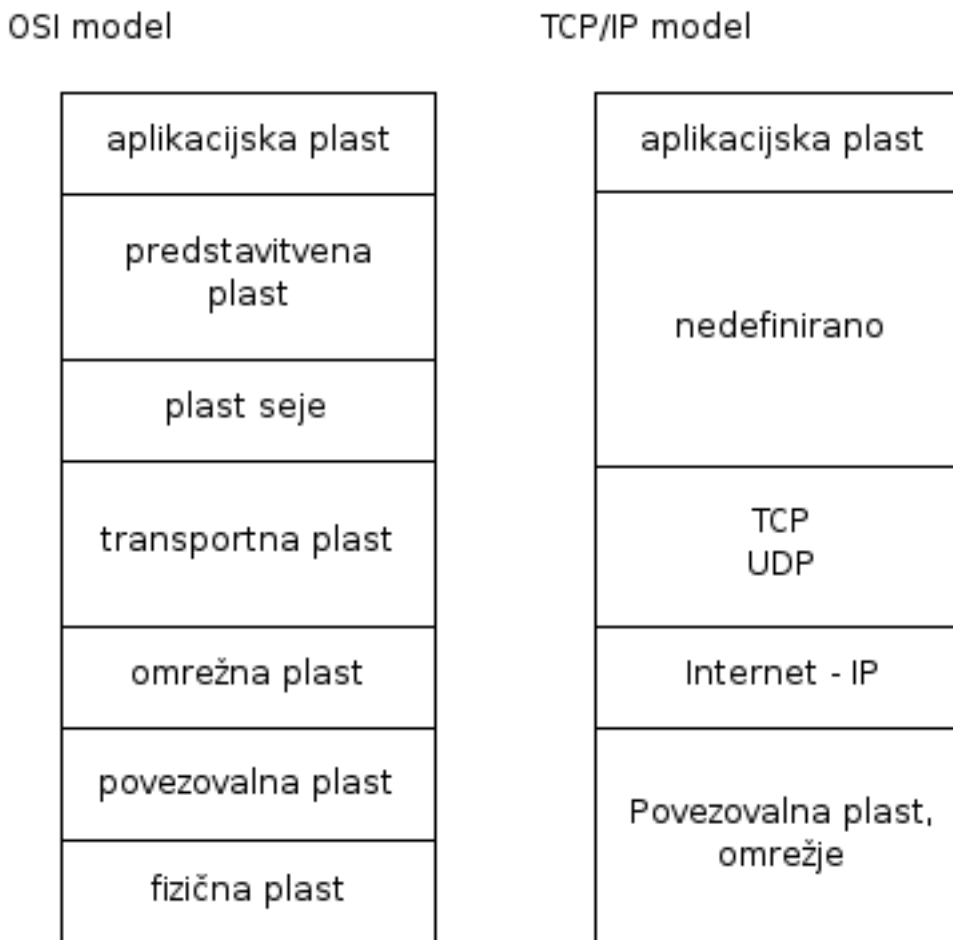 OSI model
aplikacijska plast
predstavitvena
plast
plast seje
transportna plast
omrežna plast
povezovalna plast
fizična plast
TCP/IP model
aplikacijska plast
nedefinirano
TCP
UDP
Internet - IP
Povezovalna plast,
omrežje